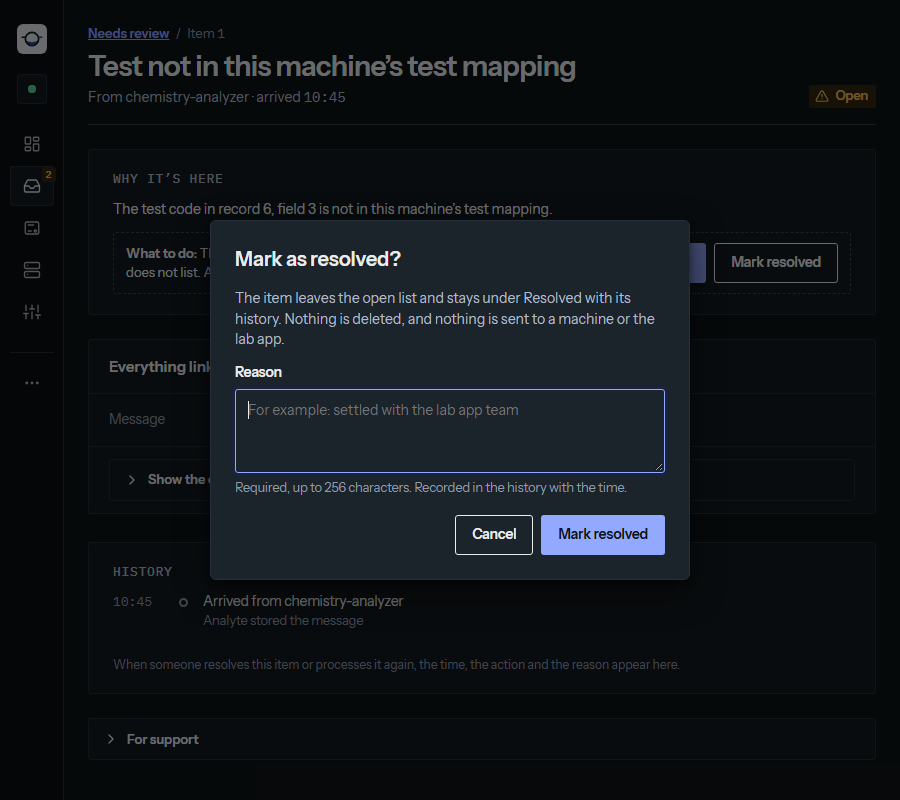 Needs review / Item 1
Test not in this machine’s test mapping
From chemistry-analyzer · arrived 10:45
Open
2
WHY IT’S HERE
The test code in record 6, field 3 is not in this machine’s test mapping.
What to do:
does not list.
Mark resolved
Mark as resolved?
The item leaves the open list and stays under Resolved with its
history. Nothing is deleted, and nothing is sent to a machine or the
lab app.
Reason
For example: settled with the lab app team
Required, up to 256 characters. Recorded in the history with the time.
Cancel
Mark resolved
Everything
Message
Show the
HISTORY
10:45
Arrived from chemistry-analyzer
Analyte stored the message
When someone resolves this item or processes it again, the time, the action and the reason appear here.
For support